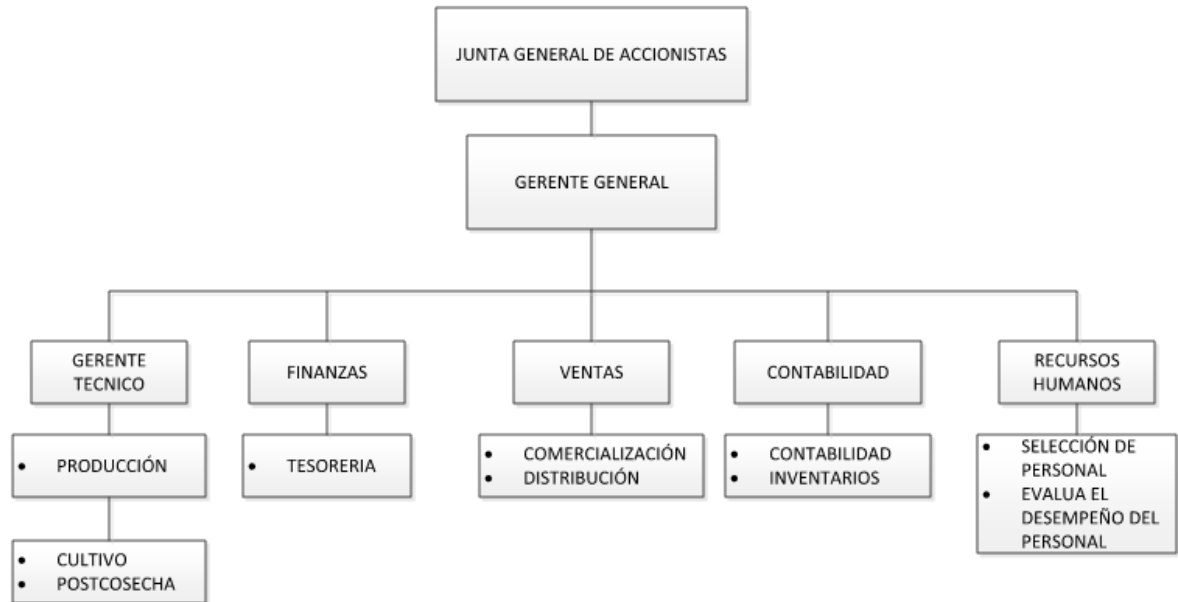 JUNTA GENERAL DE ACCIONISTAS
GERENTE GENERAL
GERENTE
TECNICO
FINANZAS
VENTAS
CONTABILIDAD
RECURSOS
HUMANOS
• PRODUCCIÓN
• TESORERIA
• COMERCIALIZACIÓN
• DISTRIBUCIÓN
• CONTABILIDAD
• INVENTARIOS
• SELECCIÓN DE
PERSONAL
• EVALUA EL
DESEMPEÑO DEL
PERSONAL
• CULTIVO
• POSTCOSECHA